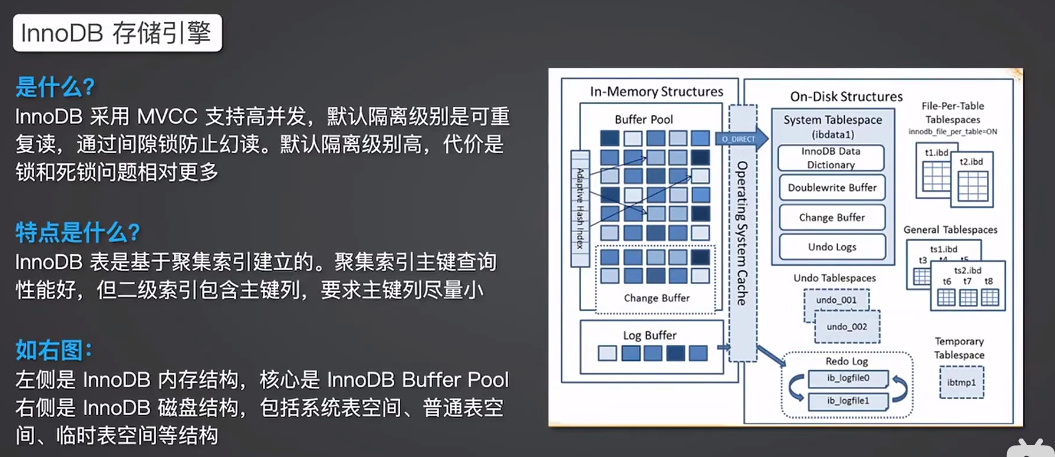 InnoDB 存储引擎
是什么?
InnoDB 采用 MVCC 支持高并发，默认隔离级别是可重
复读，通过间隙锁防止幻读。默认隔离级别高，代价是
锁和死锁问题相对更多
特点是什么?
InnoDB 表是基于聚集索引建立的。聚集索引主键查询
性能好，但二级索引包含主键列，要求主键列尽量小
如右图：
左侧是 InnoDB 内存结构，核心是 InnoDB Buffer Pool
右侧是 InnoDB 磁盘结构，包括系统表空间、普通表空
间、临时表空间等结构
In-Memory Structures
Buffer Pool
Adaptive Hash Index
Change Buffer
Log Buffer
O_DIRECT
Operating System Cache
On-Disk Structures
System Tablespace
(ibdata1)
InnoDB Data
Dictionary
Doublewrite Buffer
Change Buffer
Undo Logs
Undo Tablespaces
undo_001
undo_002
Redo Log
ib_logfile0
ib_logfile1
File-Per-Table
Tablespaces
innodb_file_per_table=ON
t1.ibd
t2.ibd
General Tablespaces
ts1.ibd
t3 t4 t5
ts2.ibd
t6 t7 t8
Temporary
Tablespace
ibtmp1